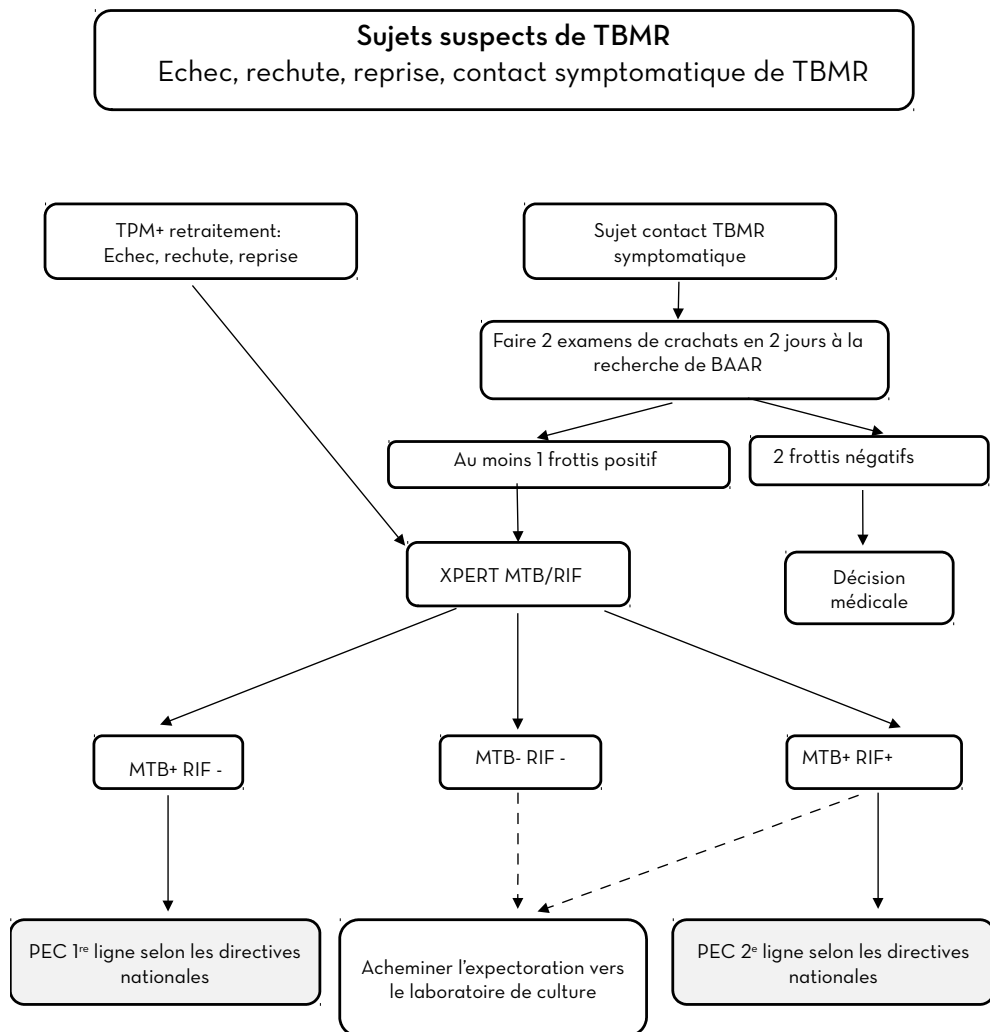 Sujets suspects de TBMR
Echec, rechute, reprise, contact symptomatique de TBMR
TPM+ retraitement:
Echec, rechute, reprise
Sujet contact TBMR
symptomatique
Faire 2 examens de crachats en 2 jours à la
recherche de BAAR
Au moins 1 frottis positif
2 frottis négatifs
XPERT MTB/RIF
Décision
médicale
MTB+ RIF -
MTB- RIF -
MTB+ RIF+
PEC 1re ligne selon les directives
nationales
Acheminer l'expectoration vers
le laboratoire de culture
PEC 2e ligne selon les directives
nationales